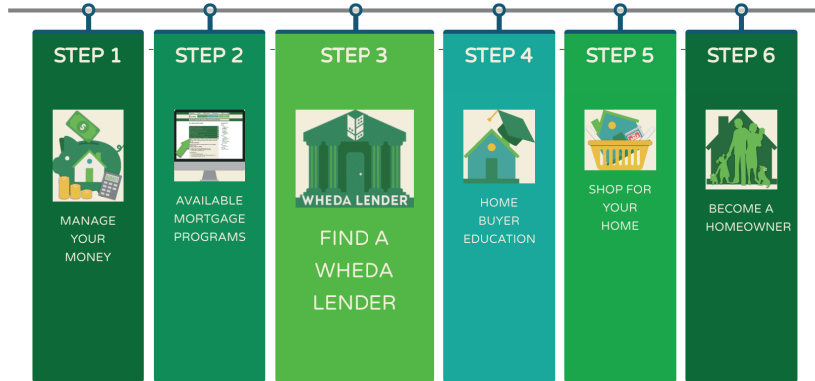 STEP 1
MANAGE
YOUR
MONEY
STEP 2
AVAILABLE
MORTGAGE
PROGRAMS
STEP 3
WHEDA LENDER
FIND A
WHEDA
LENDER
STEP 4
HOME
BUYER
EDUCATION
STEP 5
SHOP FOR
YOUR
HOME
STEP 6
BECOME A
HOMEOWNER